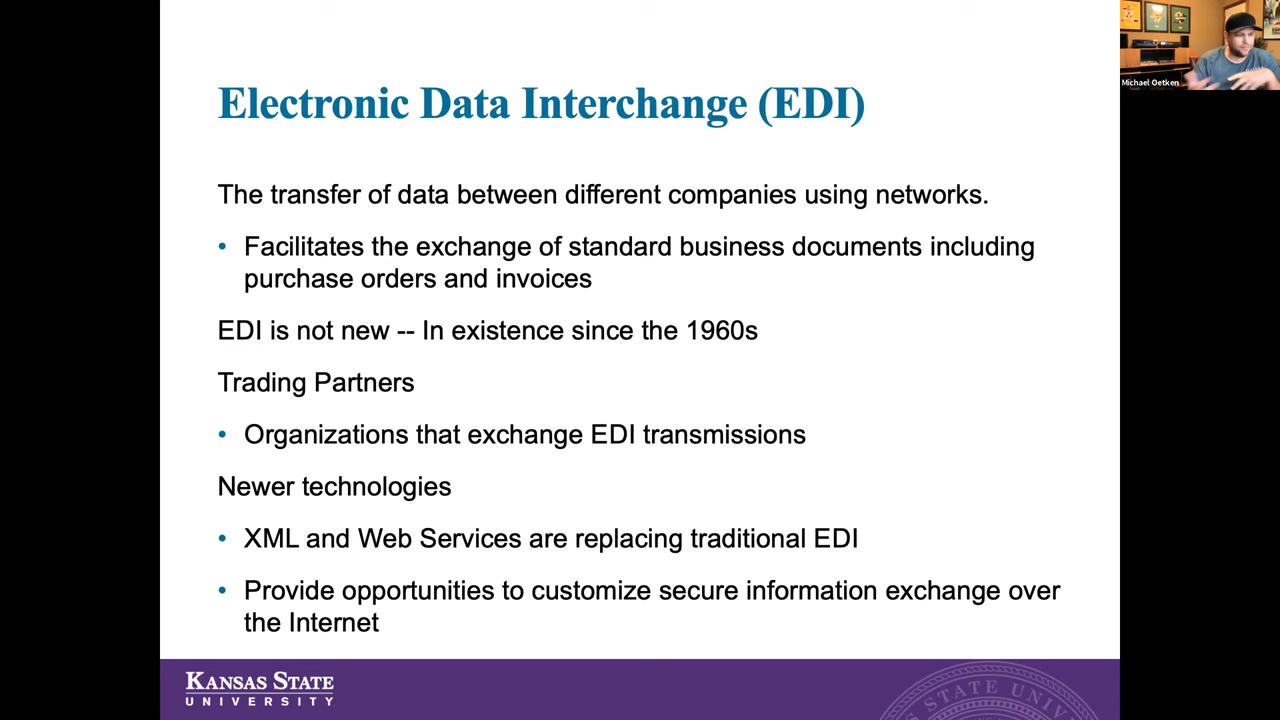 Electronic Data Interchange (EDI)
The transfer of data between different companies using networks.
• Facilitates the exchange of standard business documents including
purchase orders and invoices
EDI is not new -- In existence since the 1960s
Trading Partners
• Organizations that exchange EDI transmissions
Newer technologies
• XML and Web Services are replacing traditional EDI
• Provide opportunities to customize secure information exchange over
the Internet
KANSAS STATE
UNIVERSITY
STATE UNIV
Michael Oetken